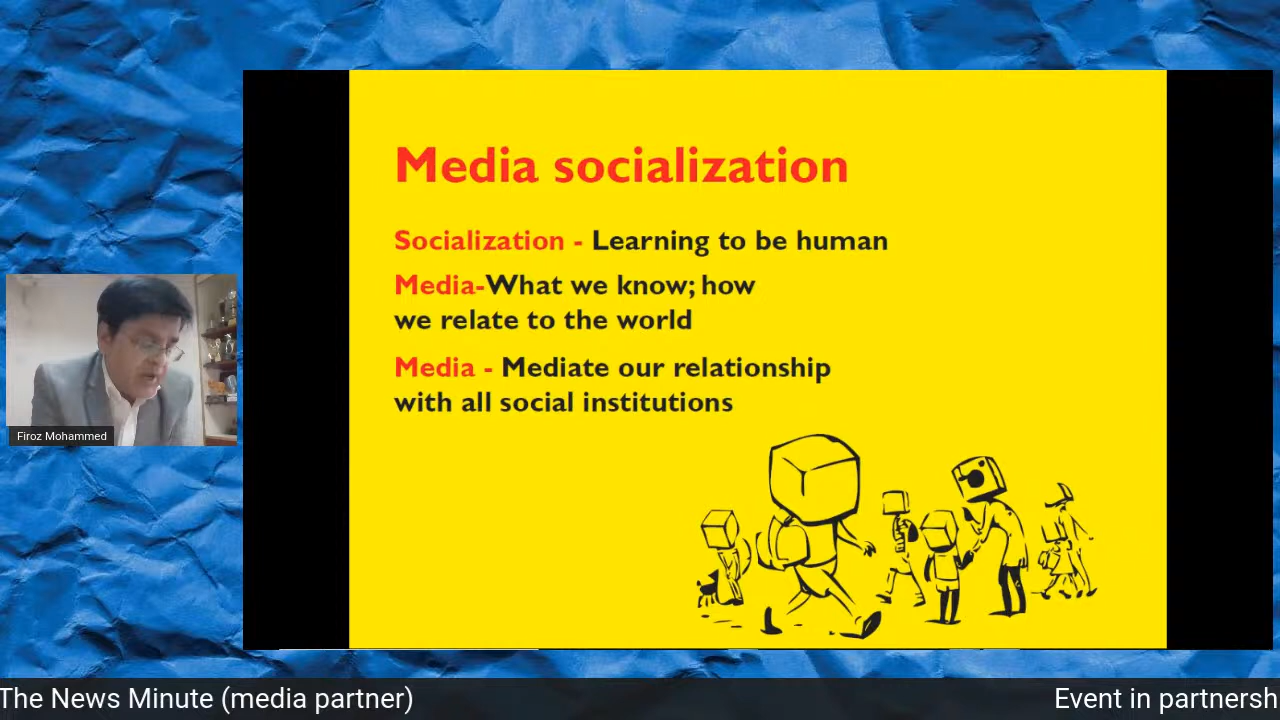 Media socialization
Socialization - Learning to be human
Media-What we know; how
we relate to the world
Media - Mediate our relationship
with all social institutions
Firoz Mohammed
The News Minute (media partner)
Event in partnersh